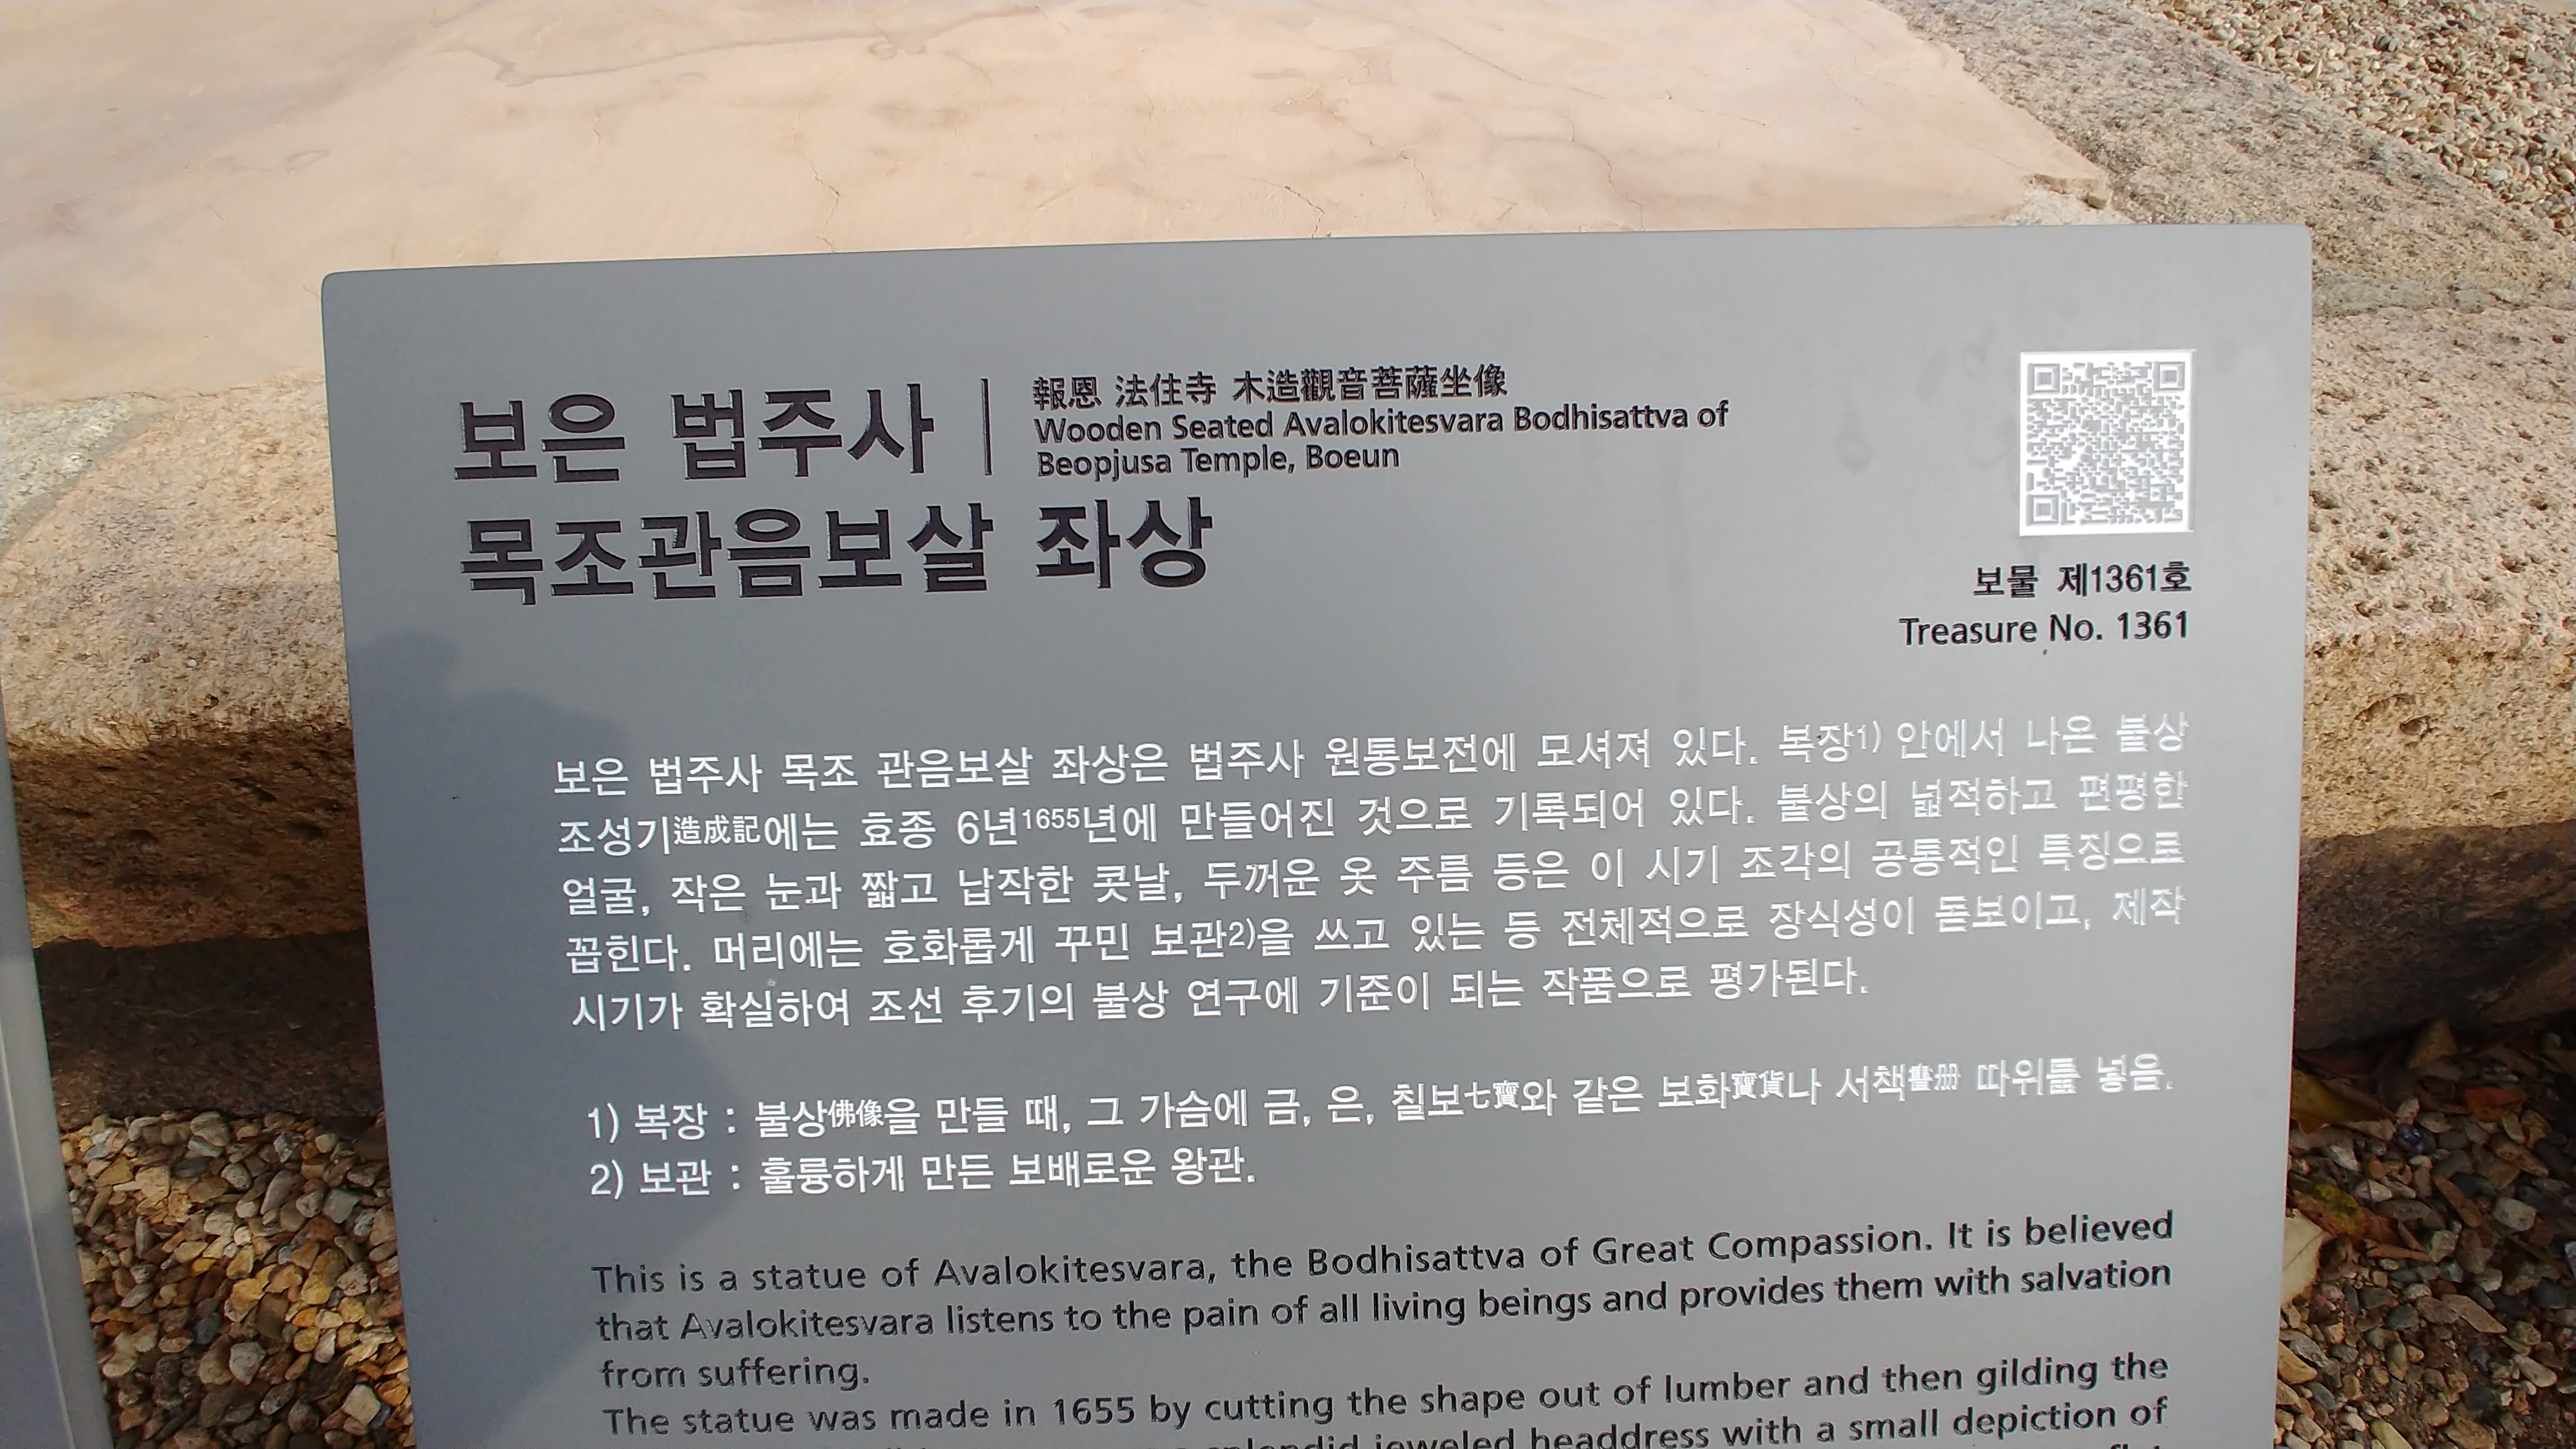 보은 법주사
報恩 法住寺 木造觀音菩薩坐像
Wooden Seated Avalokitesvara Bodhisattva of
Beopjusa Temple, Boeun
목조관음보살 좌상
보물 제1361호
Treasure No. 1361
보은 법주사 목조 관음보살 좌상은 법주사 원통보전에 모셔져 있다. 복장1) 안에서 나온 불상
조성기造成記에는 효종 6년1655년에 만들어진 것으로 기록되어 있다. 불상의 넓적하고 편평한
얼굴, 작은 눈과 짧고 납작한 콧날, 두꺼운 옷 주름 등은 이 시기 조각의 공통적인 특징으로
꼽힌다. 머리에는 호화롭게 꾸민 보관2)을 쓰고 있는 등 전체적으로 장식성이 돋보이고, 제작
시기가 확실하여 조선 후기의 불상 연구에 기준이 되는 작품으로 평가된다.
1) 복장 : 불상佛像을 만들 때, 그 가슴에 금, 은, 칠보七寶와 같은 보화寶貨나 서책書册 따위를 넣음.
2) 보관 : 훌륭하게 만든 보배로운 왕관.
This is a statue of Avalokitesvara, the Bodhisattva of Great Compassion. It is believed
that Avalokitesvara listens to the pain of all living beings and provides them with salvation
from suffering.
The statue was made in 1655 by cutting the shape out of lumber and then gilding the
splendid jeweled headdress with a small depiction of